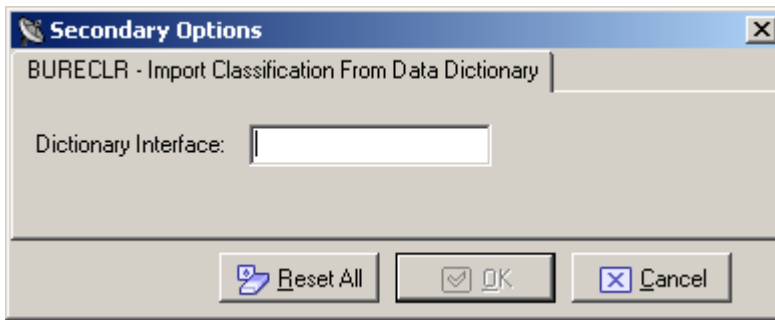 Secondary Options
BURECLR - Import Classification From Data Dictionary
Dictionary Interface:
Reset All OK Cancel